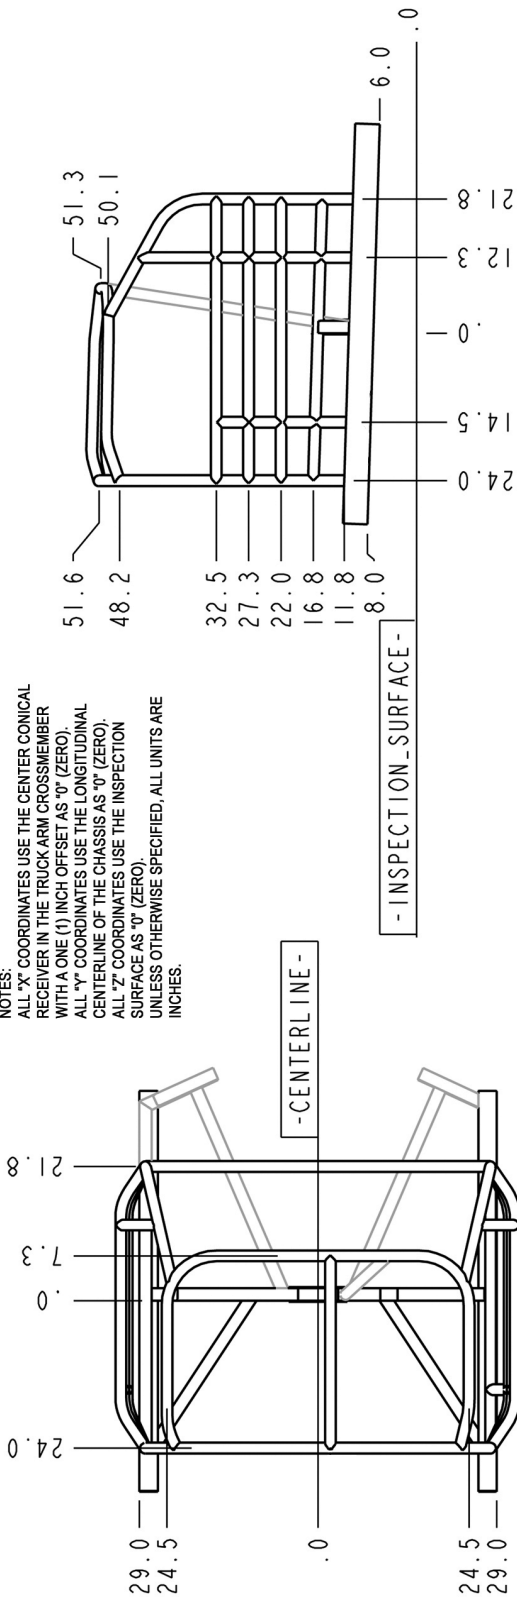 NOTES:
ALL "X" COORDINATES USE THE CENTER CONICAL
RECEIVER IN THE TRUCK ARM CROSSMEMBER
WITH A ONE (1) INCH OFFSET AS "0" (ZERO).
ALL "Y" COORDINATES USE THE LONGITUDINAL
CENTERLINE OF THE CHASSIS AS "0" (ZERO).
ALL "Z" COORDINATES USE THE INSPECTION
SURFACE AS "0" (ZERO).
UNLESS OTHERWISE SPECIFIED, ALL UNITS ARE
INCHES.
51.3
50.1
51.6
48.2
32.5
27.3
22.0
16.8
11.8
8.0
6.0
.0
21.8
12.3
.0
14.5
24.0
-INSPECTION_SURFACE-
-CENTERLINE-
21.8
7.3
.0
24.0
29.0
24.5
.0
24.5
29.0